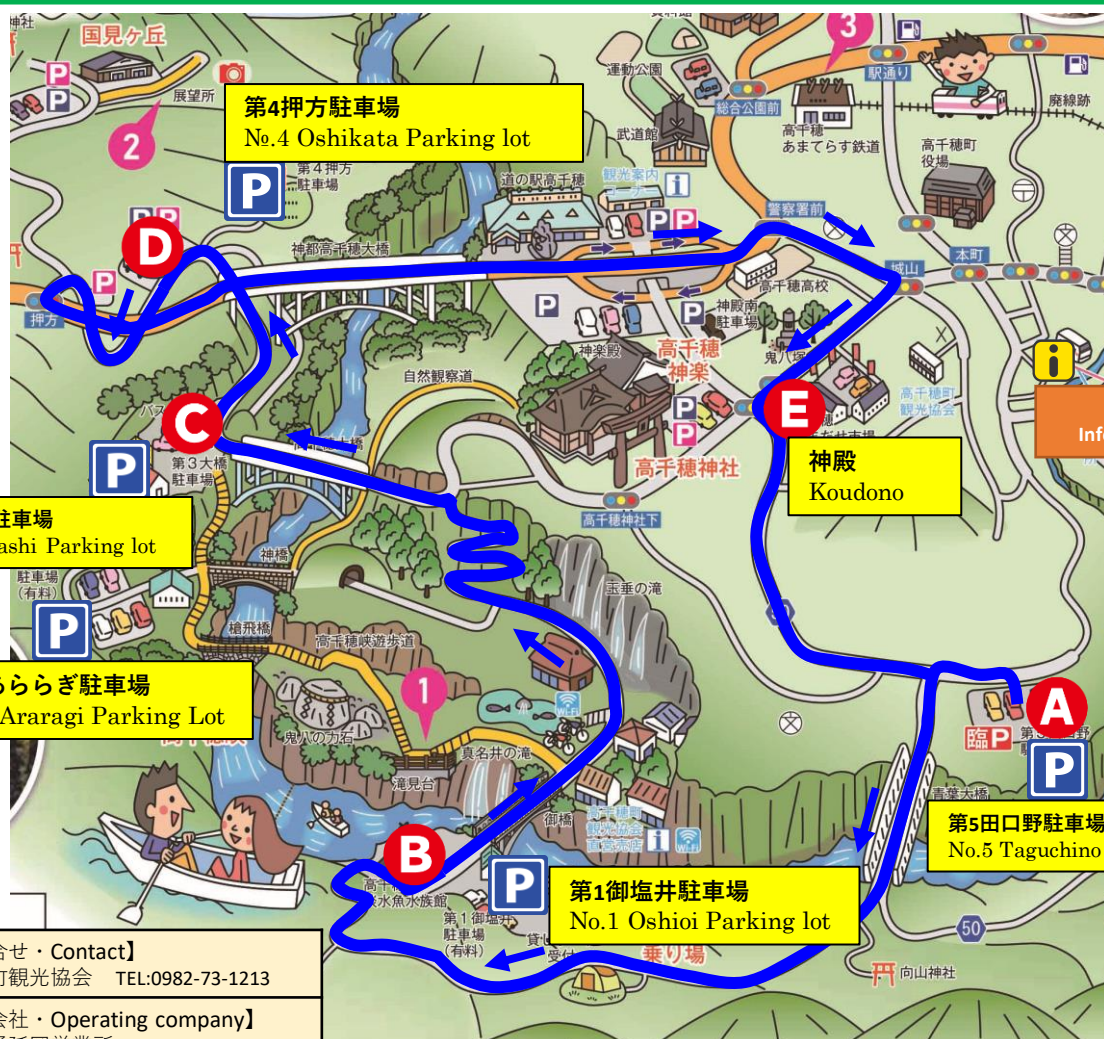 神社
国見ヶ丘
P
P
展望所
2
第4押方駐車場
№.4 Oshikata Parking lot
P
第4押方
駐車場
運動公園
武道館
総合公園前
3
駅通り
高千穂
あまてらす鉄道
高千穂町
役場
廃線跡
道の駅高千穂
観光案内
コーナー
i
P P
警察署前
城山
本町
D
P
押方
神都高千穂大橋
P
神楽殿
高千穂
神楽
P
神殿南
駐車場
高千穂高校
鬼八塚
高千穂町
観光協会
i
Info
自然観察道
P
P
高千穂神社
高千穂神社下
E
神殿
Koudono
C
P
第3大橋
駐車場
駐車場
ashi Parking lot
神橋
駐車場
(有料)
P
槍飛橋
高千穂峡遊歩道
玉垂の滝
ららぎ駐車場
Araragi Parking Lot
鬼八の力石
1
滝見台
真名井の滝
Wi-Fi
御橋
高千穂町
観光協会
直営売店
i
Wi-Fi
A
臨P
P
青葉大橋
第5田口野駐車場
No.5 Taguchino
B
淡水魚水族館
P
第1御塩井
駐車場
(有料)
第1御塩井駐車場
No.1 Oshioi Parking lot
乗り場
50
向山神社
合せ・Contact】
町観光協会 TEL:0982-73-1213
会社・Operating company】